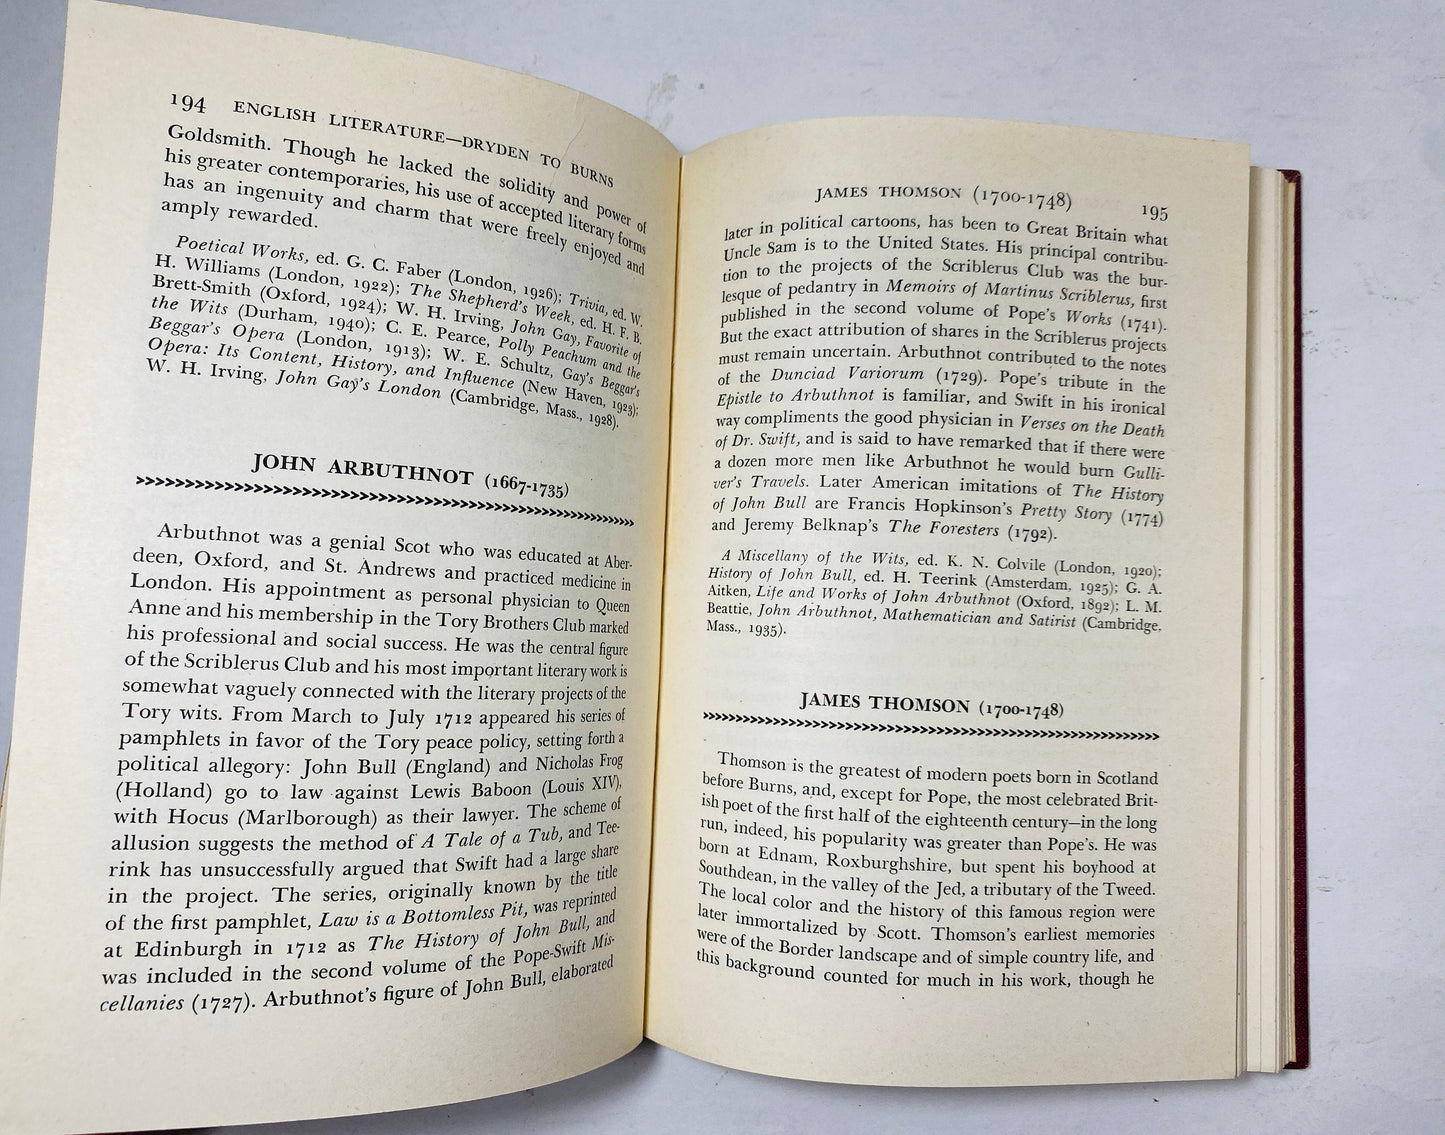 194 ENGLISH LITERATURE—DRYDEN TO BURNS
Goldsmith. Though he lacked the solidity and power of
his greater contemporaries, his use of accepted literary forms
has an ingenuity and charm that were freely enjoyed and
amply rewarded.
Poetical Works, ed. G. C. Faber (London, 1926); Trivia, ed. W.
H. Williams (London, 1922); The Shepherd's Week, ed. H. F. B.
Brett-Smith (Oxford, 1924); W. H. Irving, John Gay, Favorite of
the Wits (Durham, 1940); C. E. Pearce, Polly Peachum and the
Beggar's Opera (London, 1913); W. E. Schultz, Gay's Beggar's
Opera: Its Content, History, and Influence (New Haven, 1923);
W. H. Irving, John Gay's London (Cambridge, Mass., 1928).
JOHN ARBUTHNOT (1667-1735)
Arbuthnot was a genial Scot who was educated at Aber-
deen, Oxford, and St. Andrews and practiced medicine in
London. His appointment as personal physician to Queen
Anne and his membership in the Tory Brothers Club marked
his professional and social success. He was the central figure
of the Scriblerus Club and his most important literary work is
somewhat vaguely connected with the literary projects of the
Tory wits. From March to July 1712 appeared his series of
pamphlets in favor of the Tory peace policy, setting forth a
political allegory: John Bull (England) and Nicholas Frog
(Holland) go to law against Lewis Baboon (Louis XIV),
with Hocus (Marlborough) as their lawyer. The scheme of
allusion suggests the method of A Tale of a Tub, and Tee-
rink has unsuccessfully argued that Swift had a large share
in the project. The series, originally known by the title
of the first pamphlet, Law is a Bottomless Pit, was reprinted
at Edinburgh in 1712 as The History of John Bull, and
was included in the second volume of the Pope-Swift Mis-
cellanies (1727). Arbuthnot's figure of John Bull, elaborated
JAMES THOMSON (1700-1748) 195
later in political cartoons, has been to Great Britain what
Uncle Sam is to the United States. His principal contribu-
tion to the projects of the Scriblerus Club was the bur-
lesque of pedantry in Memoirs of Martinus Scriblerus, first
published in the second volume of Pope's Works (1741).
But the exact attribution of shares in the Scriblerus projects
must remain uncertain. Arbuthnot contributed to the notes
of the Dunciad Variorum (1729). Pope's tribute in the
Epistle to Arbuthnot is familiar, and Swift in his ironical
way compliments the good physician in Verses on the Death
of Dr. Swift, and is said to have remarked that if there were
a dozen more men like Arbuthnot he would burn Gulli-
ver's Travels. Later American imitations of The History
of John Bull are Francis Hopkinson's Pretty Story (1774)
and Jeremy Belknap's The Foresters (1792).
A Miscellany of the Wits, ed. K. N. Colvile (London, 1920);
History of John Bull, ed. H. Teerink (Amsterdam, 1925); G. A.
Aitken, Life and Works of John Arbuthnot (Oxford, 1892); L. M.
Beattie, John Arbuthnot, Mathematician and Satirist (Cambridge,
Mass., 1935).
JAMES THOMSON (1700-1748)
Thomson is the greatest of modern poets born in Scotland
before Burns, and, except for Pope, the most celebrated Brit-
ish poet of the first half of the eighteenth century—in the long
run, indeed, his popularity was greater than Pope's. He was
born at Ednam, Roxburghshire, but spent his boyhood at
Southdean, in the valley of the Jed, a tributary of the Tweed.
The local color and the history of this famous region were
later immortalized by Scott. Thomson's earliest memories
were of the Border landscape and of simple country life, and
this background counted for much in his work, though he